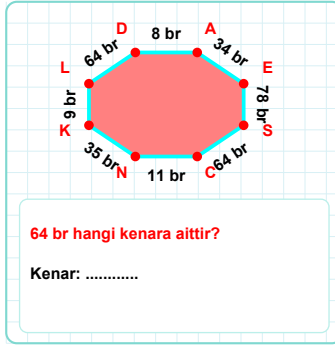 D
8 br
A
64 br
34 br
L
E
9 br
78 br
K
S
35 br
64 br
N
C
11 br
64 br hangi kenara aittir?
Kenar: ............